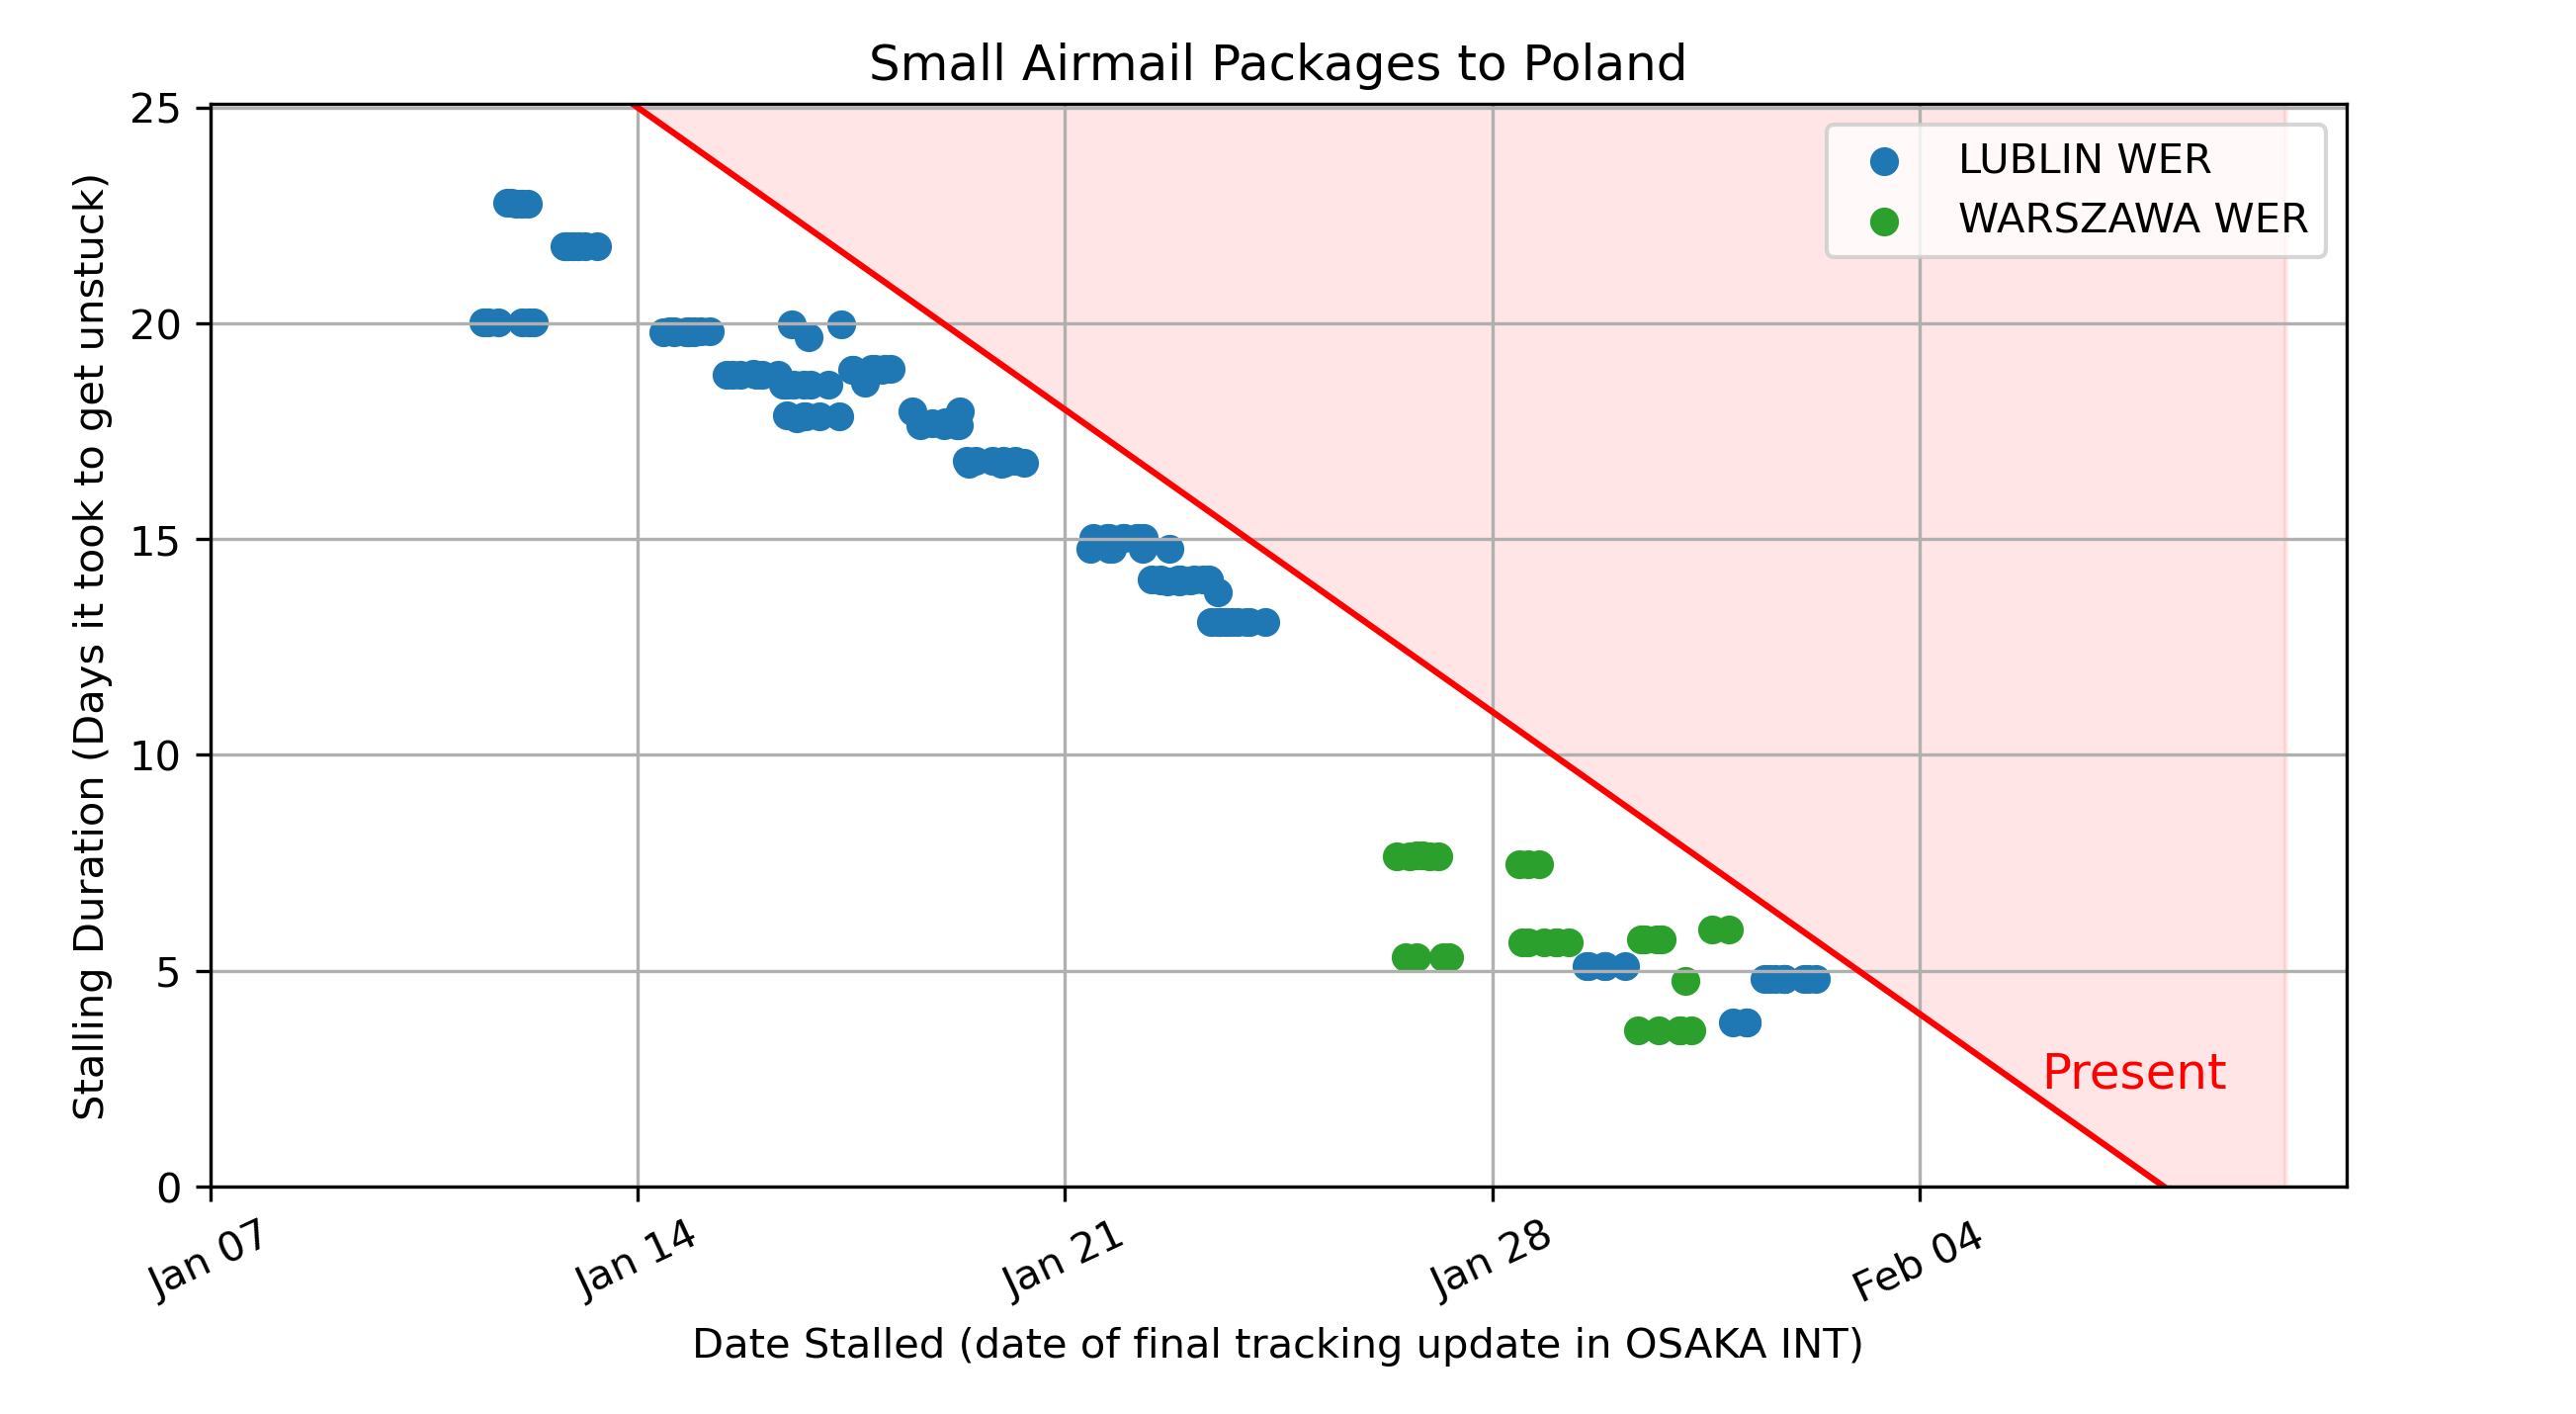 Small Airmail Packages to Poland
LUBLIN WER
WARSZAWA WER
Present
Stalling Duration (Days it took to get unstuck)
25
20
15
10
5
0
Jan 07
Jan 14
Jan 21
Jan 28
Feb 04
Date Stalled (date of final tracking update in OSAKA INT)